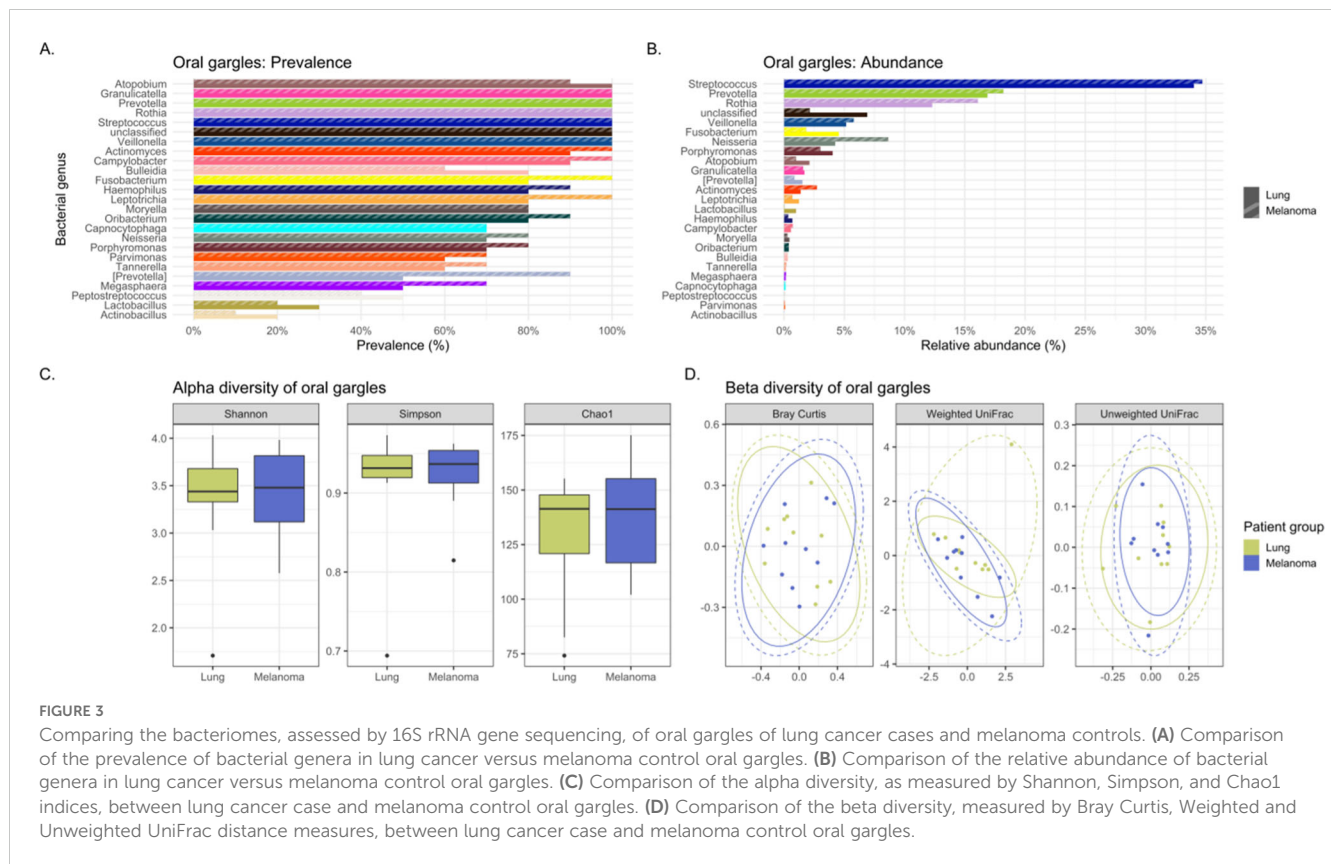 A.
Oral gargles: Prevalence
Bacterial genus
Atopobium
Granulicatella
Prevotella
Rothia
Streptococcus
unclassified
Veillonella
Actinomyces
Campylobacter
Bulleidia
Fusobacterium
Haemophilus
Leptotrichia
Moryella
Oribacterium
Capnocytophaga
Neisseria
Porphyromonas
Parvimonas
Tannerella
[Prevotella]
Megasphaera
Peptostreptococcus
Lactobacillus
Actinobacillus
0% 20% 40% 60% 80% 100%
Prevalence (%)
B.
Oral gargles: Abundance
Streptococcus
Prevotella
Rothia
unclassified
Veillonella
Fusobacterium
Neisseria
Porphyromonas
Atopobium
Granulicatella
[Prevotella]
Actinomyces
Leptotrichia
Lactobacillus
Haemophilus
Campylobacter
Moryella
Oribacterium
Bulleidia
Tannerella
Megasphaera
Capnocytophaga
Peptostreptococcus
Parvimonas
Actinobacillus
0% 5% 10% 15% 20% 25% 30% 35%
Relative abundance (%)
Lung
Melanoma
C.
Alpha diversity of oral gargles
Shannon
4.0
3.5
3.0
2.5
2.0
Lung Melanoma
Simpson
0.9
0.8
0.7
Lung Melanoma
Chao1
175
150
125
100
75
Lung Melanoma
D.
Beta diversity of oral gargles
Bray Curtis
0.6
0.3
0.0
-0.3
-0.4 0.0 0.4
Weighted UniFrac
4
2
0
-2
-4
-2.5 0.0 2.5
Unweighted UniFrac
0.3
0.2
0.1
0.0
-0.1
-0.2
-0.25 0.00 0.25
Patient group
Lung
Melanoma
FIGURE 3
Comparing the bacteriomes, assessed by 16S rRNA gene sequencing, of oral gargles of lung cancer cases and melanoma controls. (A) Comparison
of the prevalence of bacterial genera in lung cancer versus melanoma control oral gargles. (B) Comparison of the relative abundance of bacterial
genera in lung cancer versus melanoma control oral gargles. (C) Comparison of the alpha diversity, as measured by Shannon, Simpson, and Chao1
indices, between lung cancer case and melanoma control oral gargles. (D) Comparison of the beta diversity, measured by Bray Curtis, Weighted and
Unweighted UniFrac distance measures, between lung cancer case and melanoma control oral gargles.